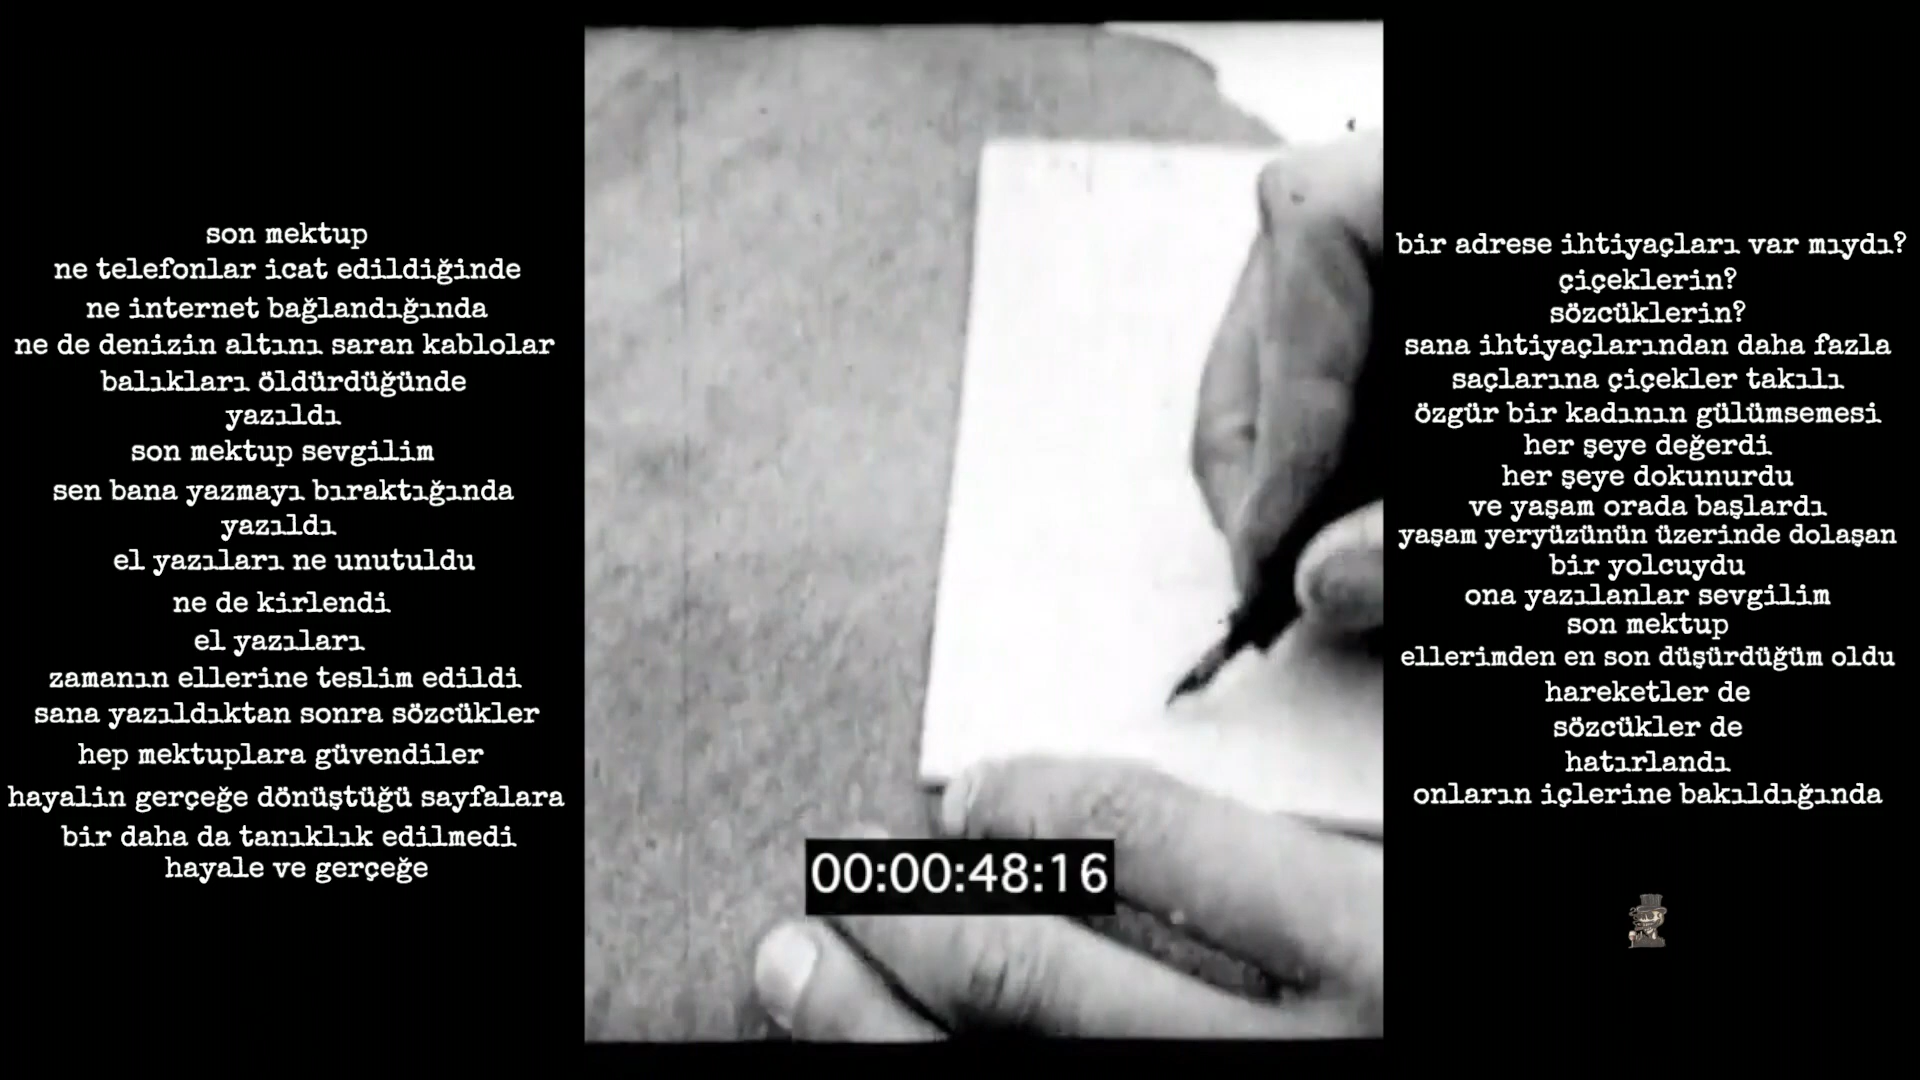 son mektup
ne telefonlar icat edildiğinde
ne internet bağlandığında
ne de denizin altını saran kablolar
balıkları öldürdüğünde
yazıldı
son mektup sevgilim
sen bana yazmayı bıraktığında
yazıldı
el yazıları ne unutuldu
ne de kirlendi
el yazıları
zamanın ellerine teslim edildi
sana yazıldıktan sonra sözcükler
hep mektuplara güvendiler
hayalin gerçeğe dönüştüğü sayfalara
bir daha da tanıklık edilmedi
hayale ve gerçeğe
bir adrese ihtiyaçları var mıydı?
çiçeklerin?
sözcüklerin?
sana ihtiyaçlarından daha fazla
saçlarına çiçekler takılı
özgür bir kadının gülümsemesi
her şeye değerdi
her şeye dokunurdu
ve yaşam orada başlardı
yaşam yeryüzünün üzerinde dolaşan
bir yolcuydu
ona yazılanlar sevgilim
son mektup
ellerimden en son düşürdüğüm oldu
hareketler de
sözcükler de
hatırlandı
onların içlerine bakıldığında
00:00:48:16